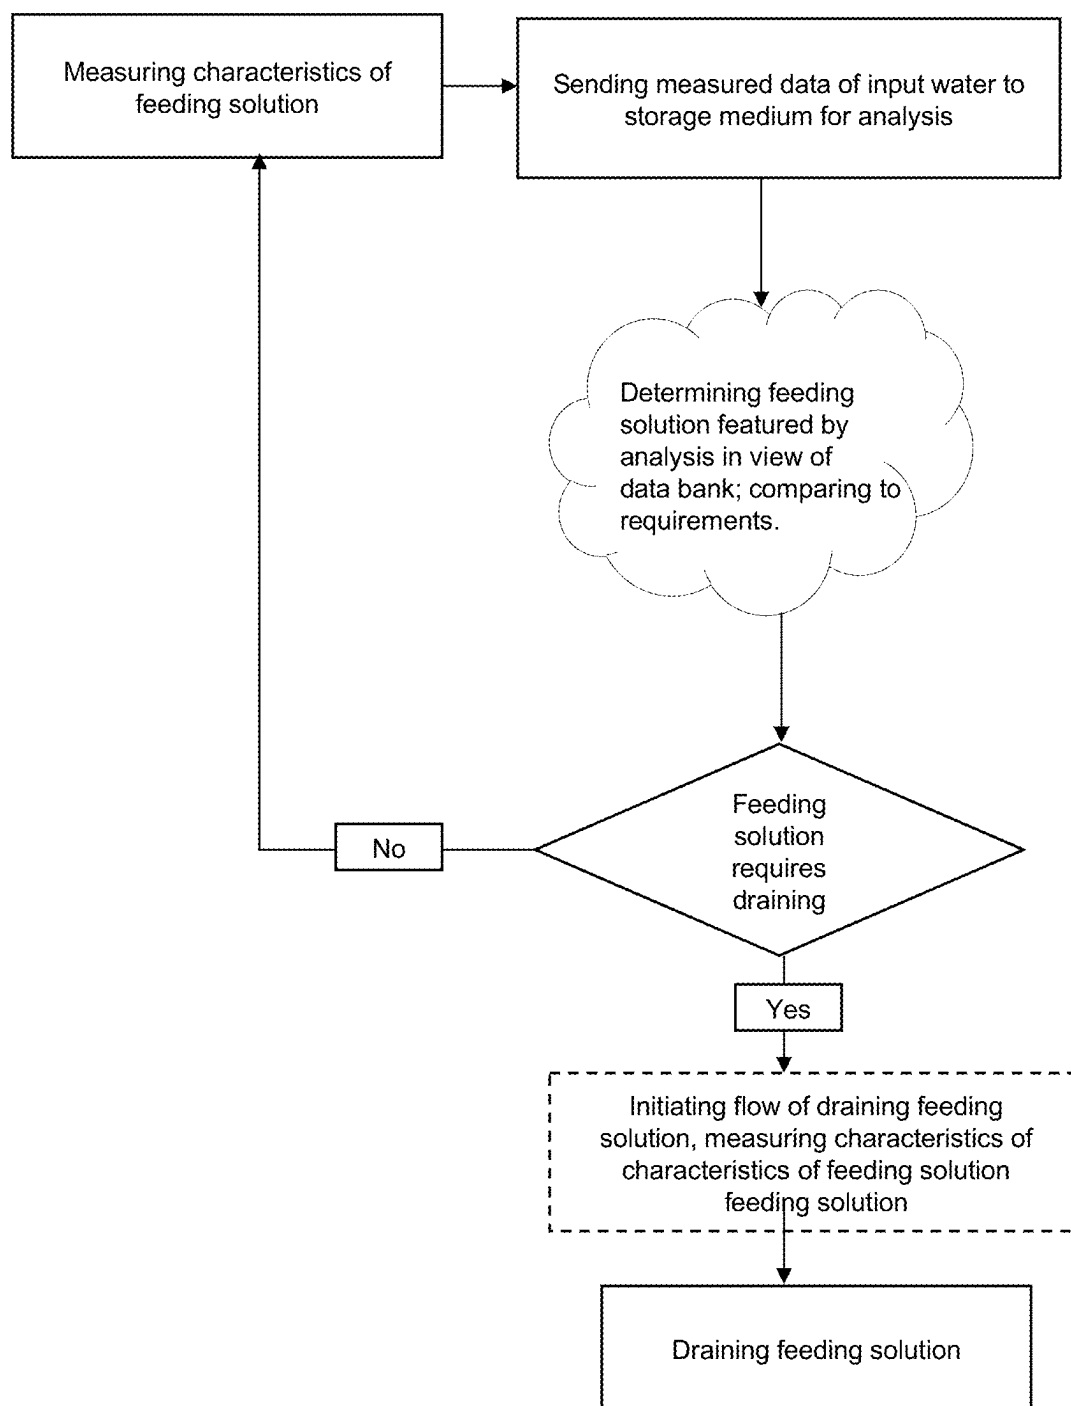 Measuring characteristics of
feeding solution
Sending measured data of input water to
storage medium for analysis
Determining feeding
solution featured by
analysis in view of
data bank; comparing to
requirements.
Feeding
solution
requires
draining
No
Yes
Initiating flow of draining feeding
solution, measuring characteristics of
characteristics of feeding solution
feeding solution
Draining feeding solution